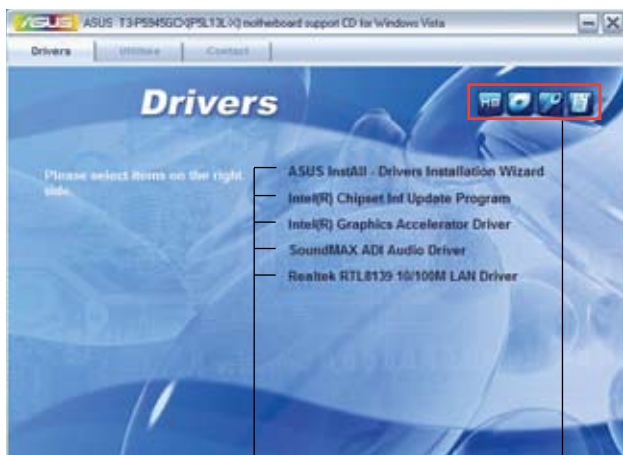 ASUS ASUS T3-P5945GCX(P5L13L-X) motherboard support CD for Windows Vista
Drivers Utilities Contact
Drivers
Please select items on the right side.
ASUS InstAll - Drivers Installation Wizard
Intel(R) Chipset Inf Update Program
Intel(R) Graphics Accelerator Driver
SoundMAX ADI Audio Driver
Realtek RTL8139 10/100M LAN Driver